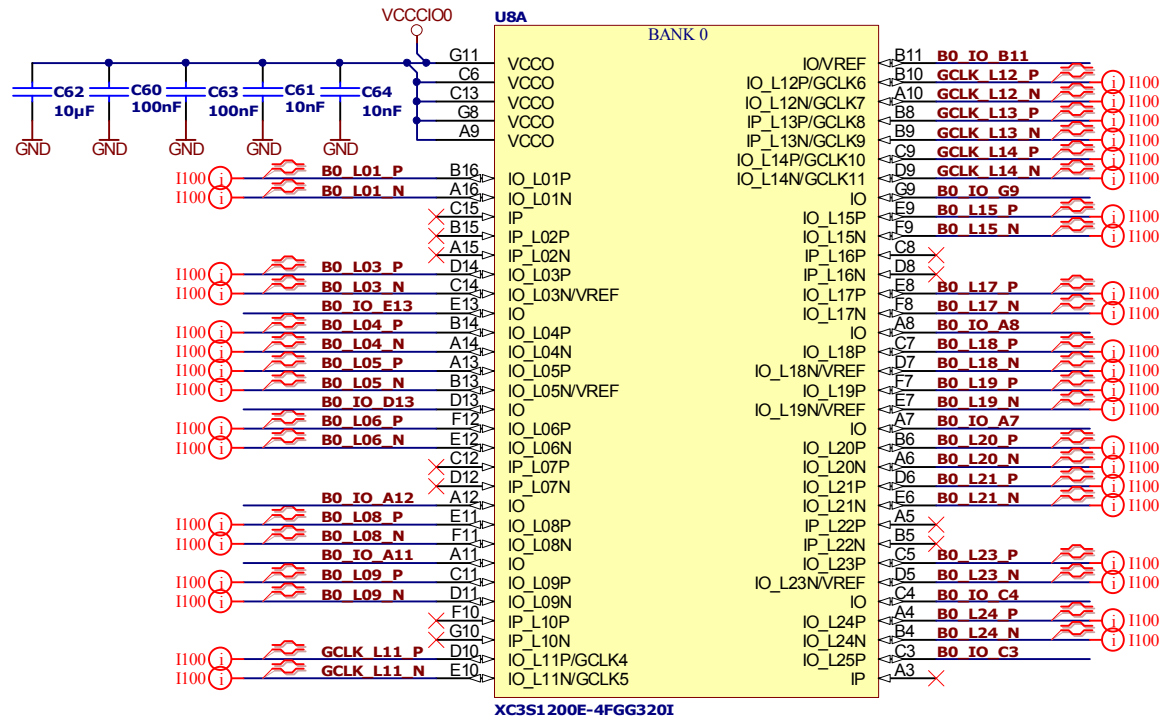 VCCCIO0
U8A
BANK 0
C62 10µF
C60 100nF
C63 100nF
C61 10nF
C64 10nF
GND GND GND GND GND
G11 VCCO
C6 VCCO
C13 VCCO
G8 VCCO
A9 VCCO
I100 i B0_L01_P B16 IO_L01P
I100 i B0_L01_N A16 IO_L01N
C15 IP
B15 IP_L02P
A15 IP_L02N
I100 i B0_L03_P D14 IO_L03P
I100 i B0_L03_N C14 IO_L03N/VREF
B0_IO_E13 E13 IO
I100 i B0_L04_P B14 IO_L04P
I100 i B0_L04_N A14 IO_L04N
I100 i B0_L05_P A13 IO_L05P
I100 i B0_L05_N B13 IO_L05N/VREF
B0_IO_D13 D13 IO
I100 i B0_L06_P F12 IO_L06P
I100 i B0_L06_N E12 IO_L06N
C12 IP_L07P
D12 IP_L07N
B0_IO_A12 A12 IO
I100 i B0_L08_P E11 IO_L08P
I100 i B0_L08_N F11 IO_L08N
B0_IO_A11 A11 IO
I100 i B0_L09_P C11 IO_L09P
I100 i B0_L09_N D11 IO_L09N
F10 IP_L10P
G10 IP_L10N
I100 i GCLK_L11_P D10 IO_L11P/GCLK4
I100 i GCLK_L11_N E10 IO_L11N/GCLK5
IO/VREF B11 B0_IO_B11
IO_L12P/GCLK6 B10 GCLK_L12_P i I100
IO_L12N/GCLK7 A10 GCLK_L12_N i I100
IP_L13P/GCLK8 B8 GCLK_L13_P i I100
IP_L13N/GCLK9 B9 GCLK_L13_N i I100
IO_L14P/GCLK10 C9 GCLK_L14_P i I100
IO_L14N/GCLK11 D9 GCLK_L14_N i I100
IO G9 B0_IO_G9
IO_L15P E9 B0_L15_P i I100
IO_L15N F9 B0_L15_N i I100
IP_L16P C8
IP_L16N D8
IO_L17P E8 B0_L17_P i I100
IO_L17N F8 B0_L17_N i I100
IO A8 B0_IO_A8
IO_L18P C7 B0_L18_P i I100
IO_L18N/VREF D7 B0_L18_N i I100
IO_L19P F7 B0_L19_P i I100
IO_L19N/VREF E7 B0_L19_N i I100
IO A7 B0_IO_A7
IO_L20P B6 B0_L20_P i I100
IO_L20N A6 B0_L20_N i I100
IO_L21P D6 B0_L21_P i I100
IO_L21N E6 B0_L21_N i I100
IP_L22P A5
IP_L22N B5
IO_L23P C5 B0_L23_P i I100
IO_L23N/VREF D5 B0_L23_N i I100
IO C4 B0_IO_C4
IO_L24P A4 B0_L24_P i I100
IO_L24N B4 B0_L24_N i I100
IO_L25P C3 B0_IO_C3
IP A3
XC3S1200E-4FGG320I